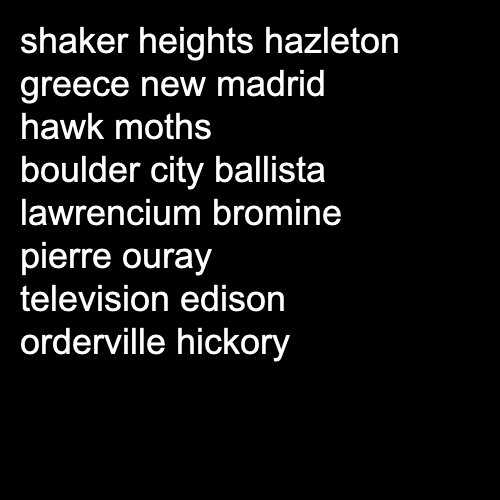 shaker heights hazleton
greece new madrid
hawk moths
boulder city ballista
lawrencium bromine
pierre ouray
television edison
orderville hickory